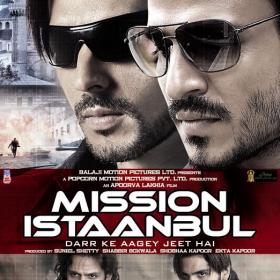 BALAJI MOTION PICTURES LTD.
PRESENTS
A POPCORN MOTION PICTURES PVT. LTD. PRODUCTION
AN APOORVA LAKHIA FILM
MISSION
ISTAANBUL
DARR KE AAGEY JEET HAI
PRODUCED BY SUNIEL SHETTY SHABBIR BOXWALA SHOBHAA KAPOOR EKTA KAPOOR